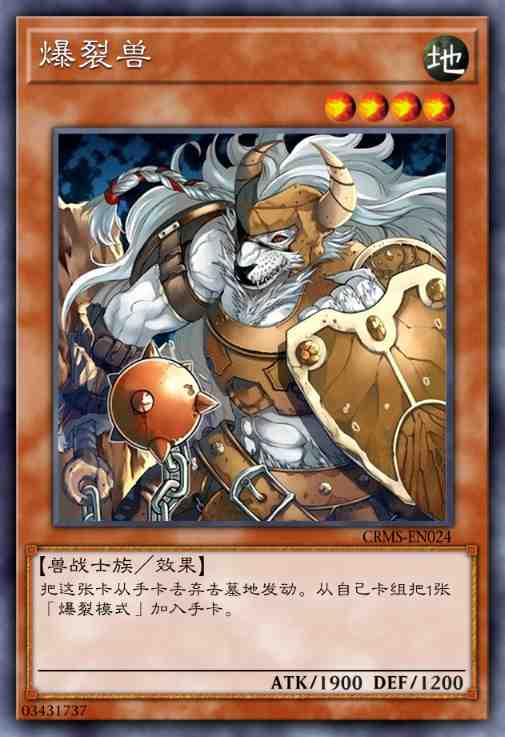 爆裂兽
地
CRMS-EN024
【兽战士族／效果】
把这张卡从手卡丢弃去墓地发动。从自己卡组把1张
「爆裂模式」加入手卡。
ATK/1900 DEF/1200
03431737